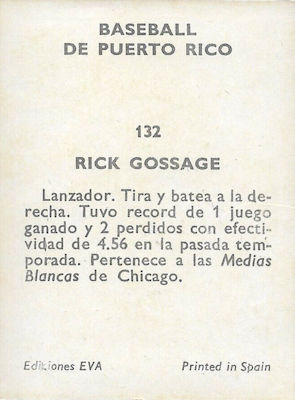 BASEBALL
DE PUERTO RICO
132
RICK GOSSAGE
Lanzador. Tira y batea a la de-
recha. Tuvo record de 1 juego
ganado y 2 perdidos con efecti-
vidad de 4.56 en la pasada tem-
porada. Pertenece a las Medias
Blancas de Chicago.
Ediciones EVA Printed in Spain